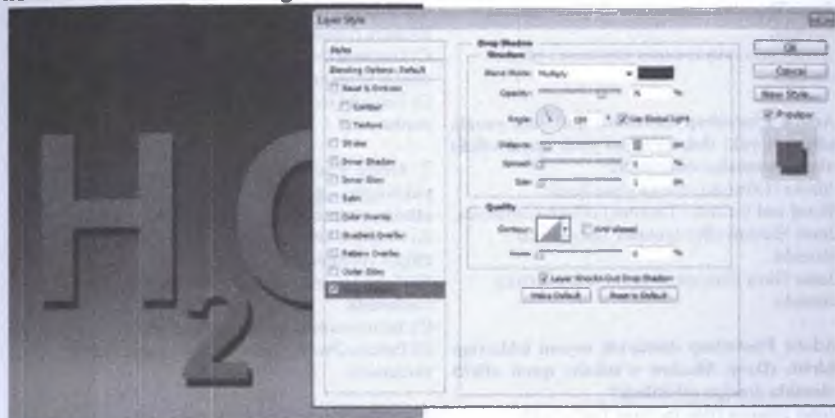 H2O
Layer Style
Styles
Blending Options: Default
Bevel & Emboss
Contour
Texture
Stroke
Inner Shadow
Inner Glow
Satin
Color Overlay
Gradient Overlay
Pattern Overlay
Outer Glow
Drop Shadow
Structure
Blend Mode: Multiply
Opacity: %
Angle: ° Use Global Light
Distance: px
Spread: %
Size: px
Quality
Contour: Anti-aliased
Noise: 0 %
Layer Knocks Out Drop Shadow
Make Default Reset to Default
OK
Cancel
New Style...
Preview